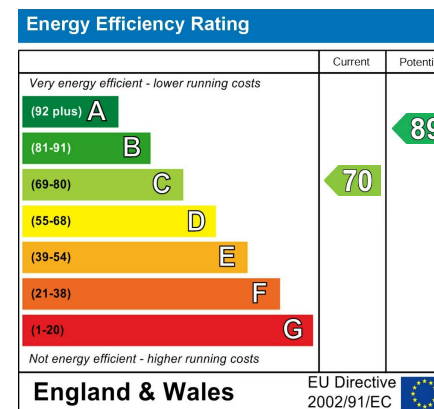 Energy Efficiency Rating
Current Potenti
Very energy efficient - lower running costs
(92 plus) A
(81-91) B
89
(69-80) C
70
(55-68) D
(39-54) E
(21-38) F
(1-20) G
Not energy efficient - higher running costs
England & Wales
EU Directive
2002/91/EC